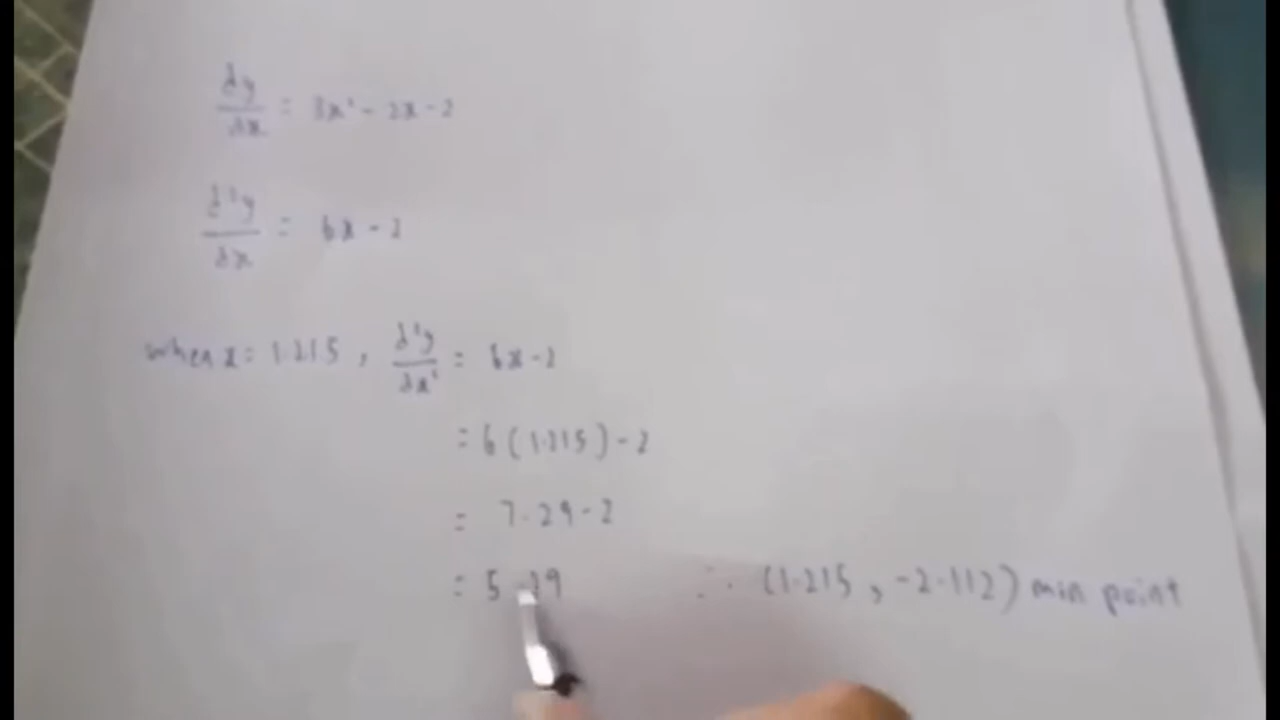 dy/dx = 3x² - 2x - 2
d²y/dx = 6x - 2
when x = 1.215, d²y/dx² = 6x - 2
= 6(1.215) - 2
= 7.29 - 2
= 5.29 ∴ (1.215, -2.112) min point